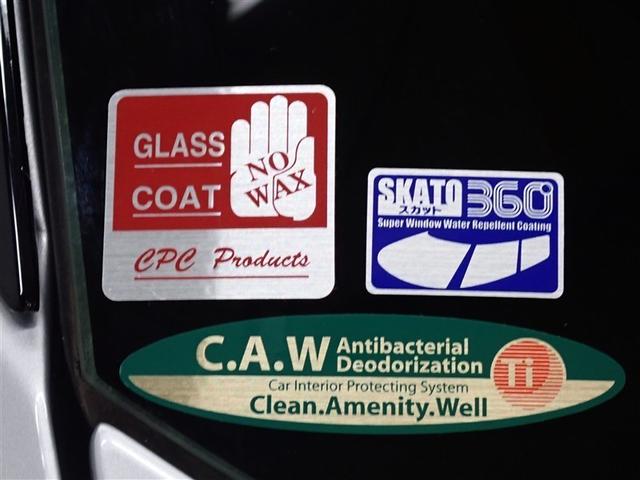 GLASS
COAT
NO
WAX
CPC Products
SKATO 360°
スカット
Super Window Water Repellent Coating
C.A.W Antibacterial
Deodorization
Ti
Car Interior Protecting System
Clean.Amenity.Well